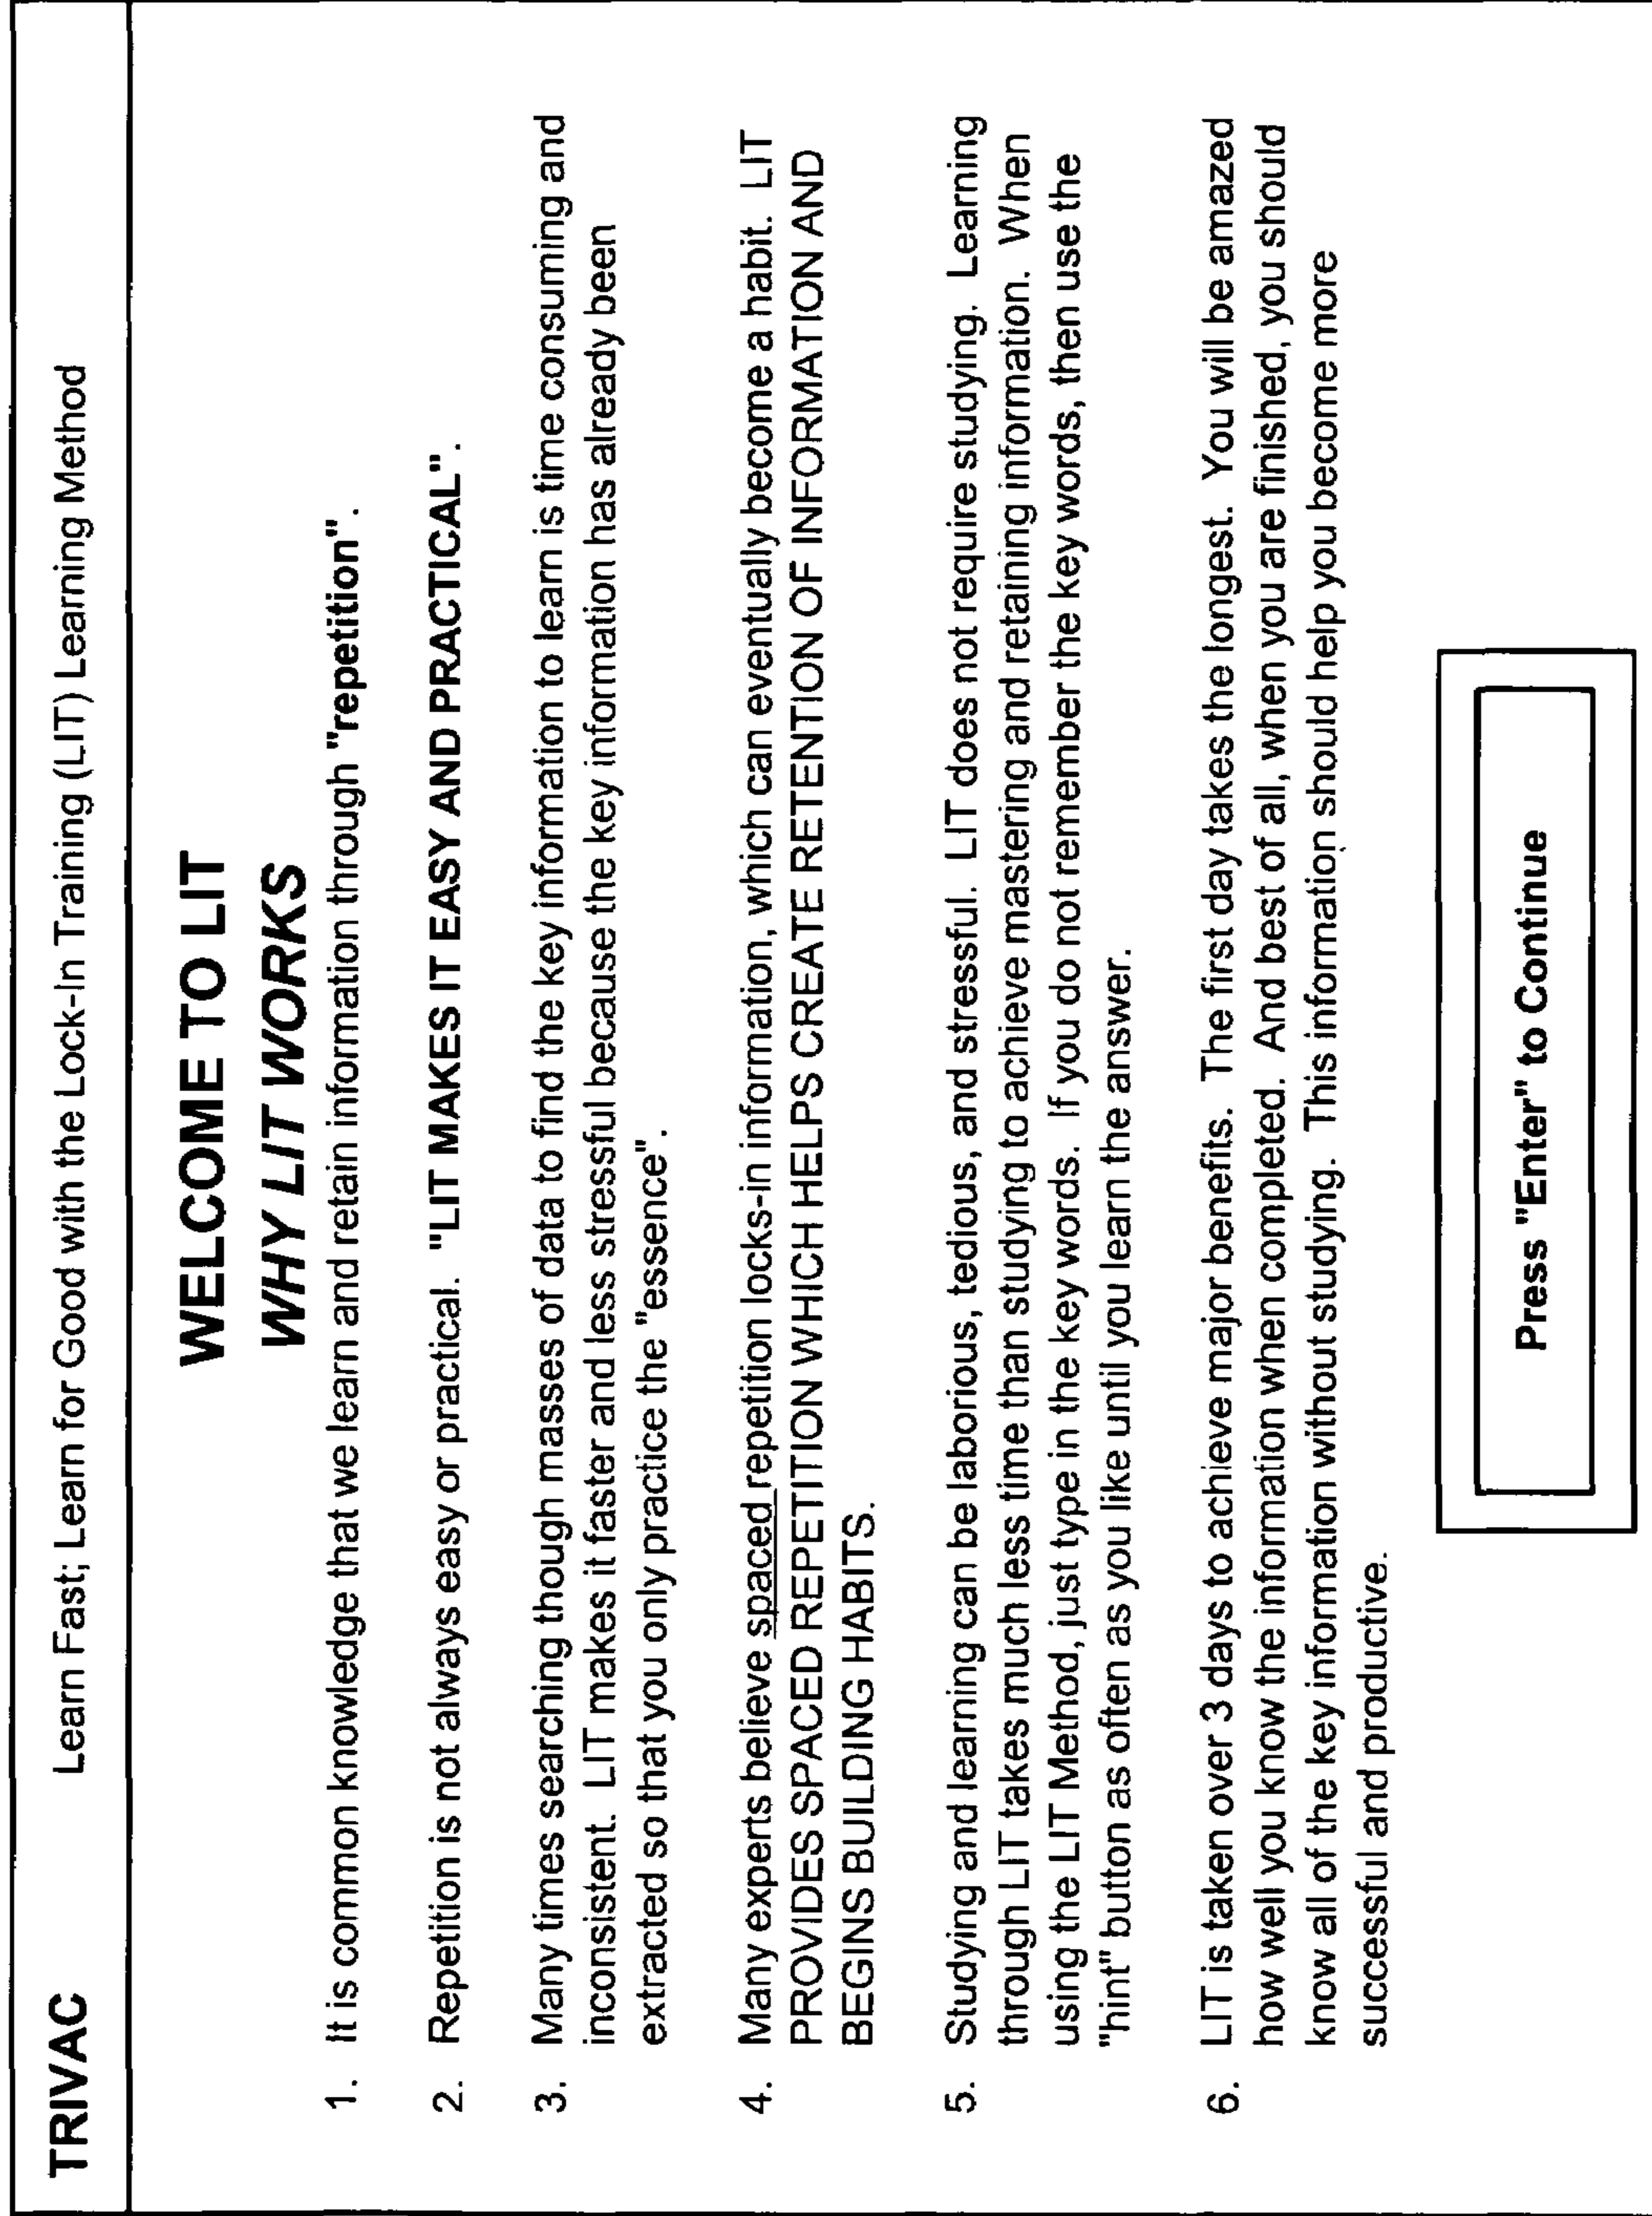 TRIVAC Learn Fast; Learn for Good with the Lock-In Training (LIT) Learning Method
WELCOME TO LIT
WHY LIT WORKS
1. It is common knowledge that we learn and retain information through "repetition".
2. Repetition is not always easy or practical. "LIT MAKES IT EASY AND PRACTICAL".
3. Many times searching though masses of data to find the key information to learn is time consuming and
inconsistent. LIT makes it faster and less stressful because the key information has already been
extracted so that you only practice the "essence".
4. Many experts believe spaced repetition locks-in information, which can eventually become a habit. LIT
PROVIDES SPACED REPETITION WHICH HELPS CREATE RETENTION OF INFORMATION AND
BEGINS BUILDING HABITS.
5. Studying and learning can be laborious, tedious, and stressful. LIT does not require studying. Learning
through LIT takes much less time than studying to achieve mastering and retaining information. When
using the LIT Method, just type in the key words. If you do not remember the key words, then use the
"hint" button as often as you like until you learn the answer.
6. LIT is taken over 3 days to achieve major benefits. The first day takes the longest. You will be amazed
how well you know the information when completed. And best of all, when you are finished, you should
know all of the key information without studying. This information should help you become more
successful and productive.
Press "Enter" to Continue